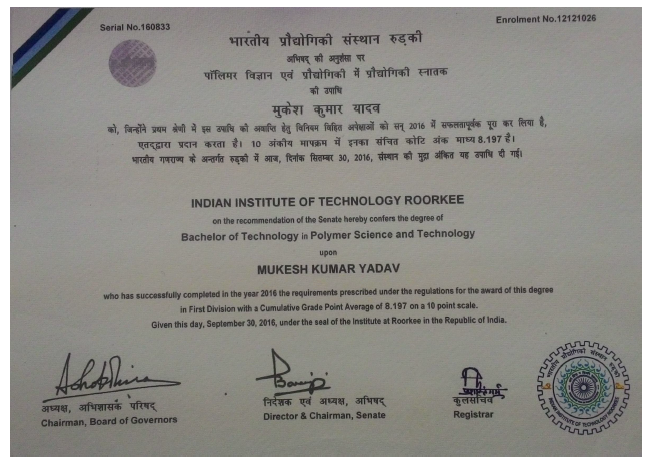 Serial No.160833
Enrolment No.12121026
भारतीय प्रौद्योगिकी संस्थान रुड़की
अभिषद् की अनुशंसा पर
पॉलिमर विज्ञान एवं प्रौद्योगिकी में प्रौद्योगिकी स्नातक
की उपाधि
मुकेश कुमार यादव
को, जिन्होंने प्रथम श्रेणी में इस उपाधि की अवाप्ति हेतु विनियम विहित अपेक्षाओं को सन् 2016 में सफलतापूर्वक पूरा कर लिया है,
एतद्द्वारा प्रदान करता है। 10 अंकीय मापक्रम में इनका संचित कोटि अंक माध्य 8.197 है।
भारतीय गणराज्य के अन्तर्गत रुड़की में आज, दिनांक सितम्बर 30, 2016, संस्थान की मुद्रा अंकित यह उपाधि दी गई।
INDIAN INSTITUTE OF TECHNOLOGY ROORKEE
on the recommendation of the Senate hereby confers the degree of
Bachelor of Technology in Polymer Science and Technology
upon
MUKESH KUMAR YADAV
who has successfully completed in the year 2016 the requirements prescribed under the regulations for the award of this degree
in First Division with a Cumulative Grade Point Average of 8.197 on a 10 point scale.
Given this day, September 30, 2016, under the seal of the Institute at Roorkee in the Republic of India.
अध्यक्ष, अभिशासक परिषद्
Chairman, Board of Governors
निदेशक एवं अध्यक्ष, अभिषद्
Director & Chairman, Senate
कुलसचिव
Registrar
भारतीय प्रौद्योगिकी संस्थान रुड़की
INDIAN INSTITUTE OF TECHNOLOGY ROORKEE